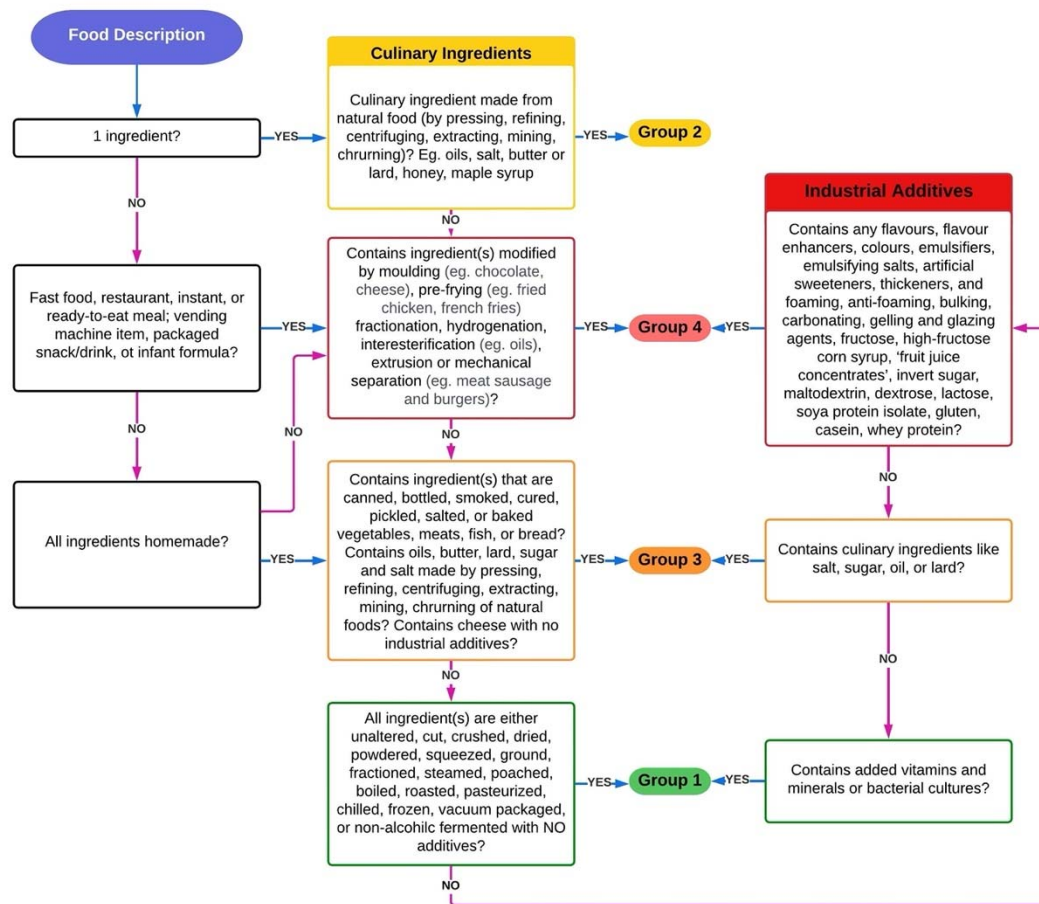 Food Description
1 ingredient?
YES
NO
Fast food, restaurant, instant, or
ready-to-eat meal; vending
machine item, packaged
snack/drink, ot infant formula?
YES
NO
All ingredients homemade?
NO
YES
Culinary Ingredients
Culinary ingredient made from
natural food (by pressing, refining,
centrifuging, extracting, mining,
chrurning)? Eg. oils, salt, butter or
lard, honey, maple syrup
YES
Group 2
NO
Contains ingredient(s) modified
by moulding (eg. chocolate,
cheese), pre-frying (eg. fried
chicken, french fries)
fractionation, hydrogenation,
interesterification (eg. oils),
extrusion or mechanical
separation (eg. meat sausage
and burgers)?
YES
Group 4
YES
NO
Contains ingredient(s) that are
canned, bottled, smoked, cured,
pickled, salted, or baked
vegetables, meats, fish, or bread?
Contains oils, butter, lard, sugar
and salt made by pressing,
refining, centrifuging, extracting,
mining, chrurning of natural
foods? Contains cheese with no
industrial additives?
YES
Group 3
YES
NO
All ingredient(s) are either
unaltered, cut, crushed, dried,
powdered, squeezed, ground,
fractioned, steamed, poached,
boiled, roasted, pasteurized,
chilled, frozen, vacuum packaged,
or non-alcohilc fermented with NO
additives?
YES
Group 1
YES
NO
Industrial Additives
Contains any flavours, flavour
enhancers, colours, emulsifiers,
emulsifying salts, artificial
sweeteners, thickeners, and
foaming, anti-foaming, bulking,
carbonating, gelling and glazing
agents, fructose, high-fructose
corn syrup, ‘fruit juice
concentrates’, invert sugar,
maltodextrin, dextrose, lactose,
soya protein isolate, gluten,
casein, whey protein?
NO
Contains culinary ingredients like
salt, sugar, oil, or lard?
NO
Contains added vitamins and
minerals or bacterial cultures?